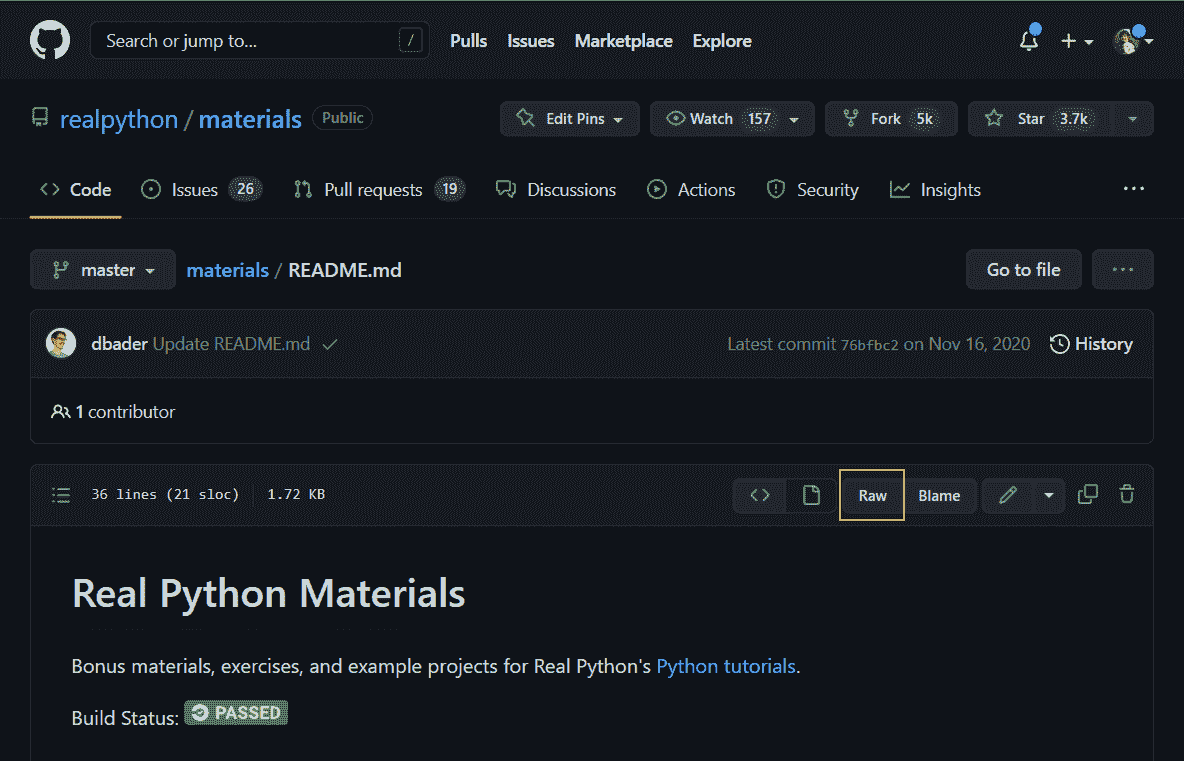 Search or jump to... / Pulls Issues Marketplace Explore
realpython / materials Public Edit Pins Watch 157 Fork 5k Star 3.7k
Code Issues 26 Pull requests 19 Discussions Actions Security Insights ...
master materials / README.md Go to file ...
dbader Update README.md Latest commit 76bfbc2 on Nov 16, 2020 History
1 contributor
36 lines (21 sloc) 1.72 KB <> Raw Blame
Real Python Materials
Bonus materials, exercises, and example projects for Real Python's Python tutorials.
Build Status: PASSED